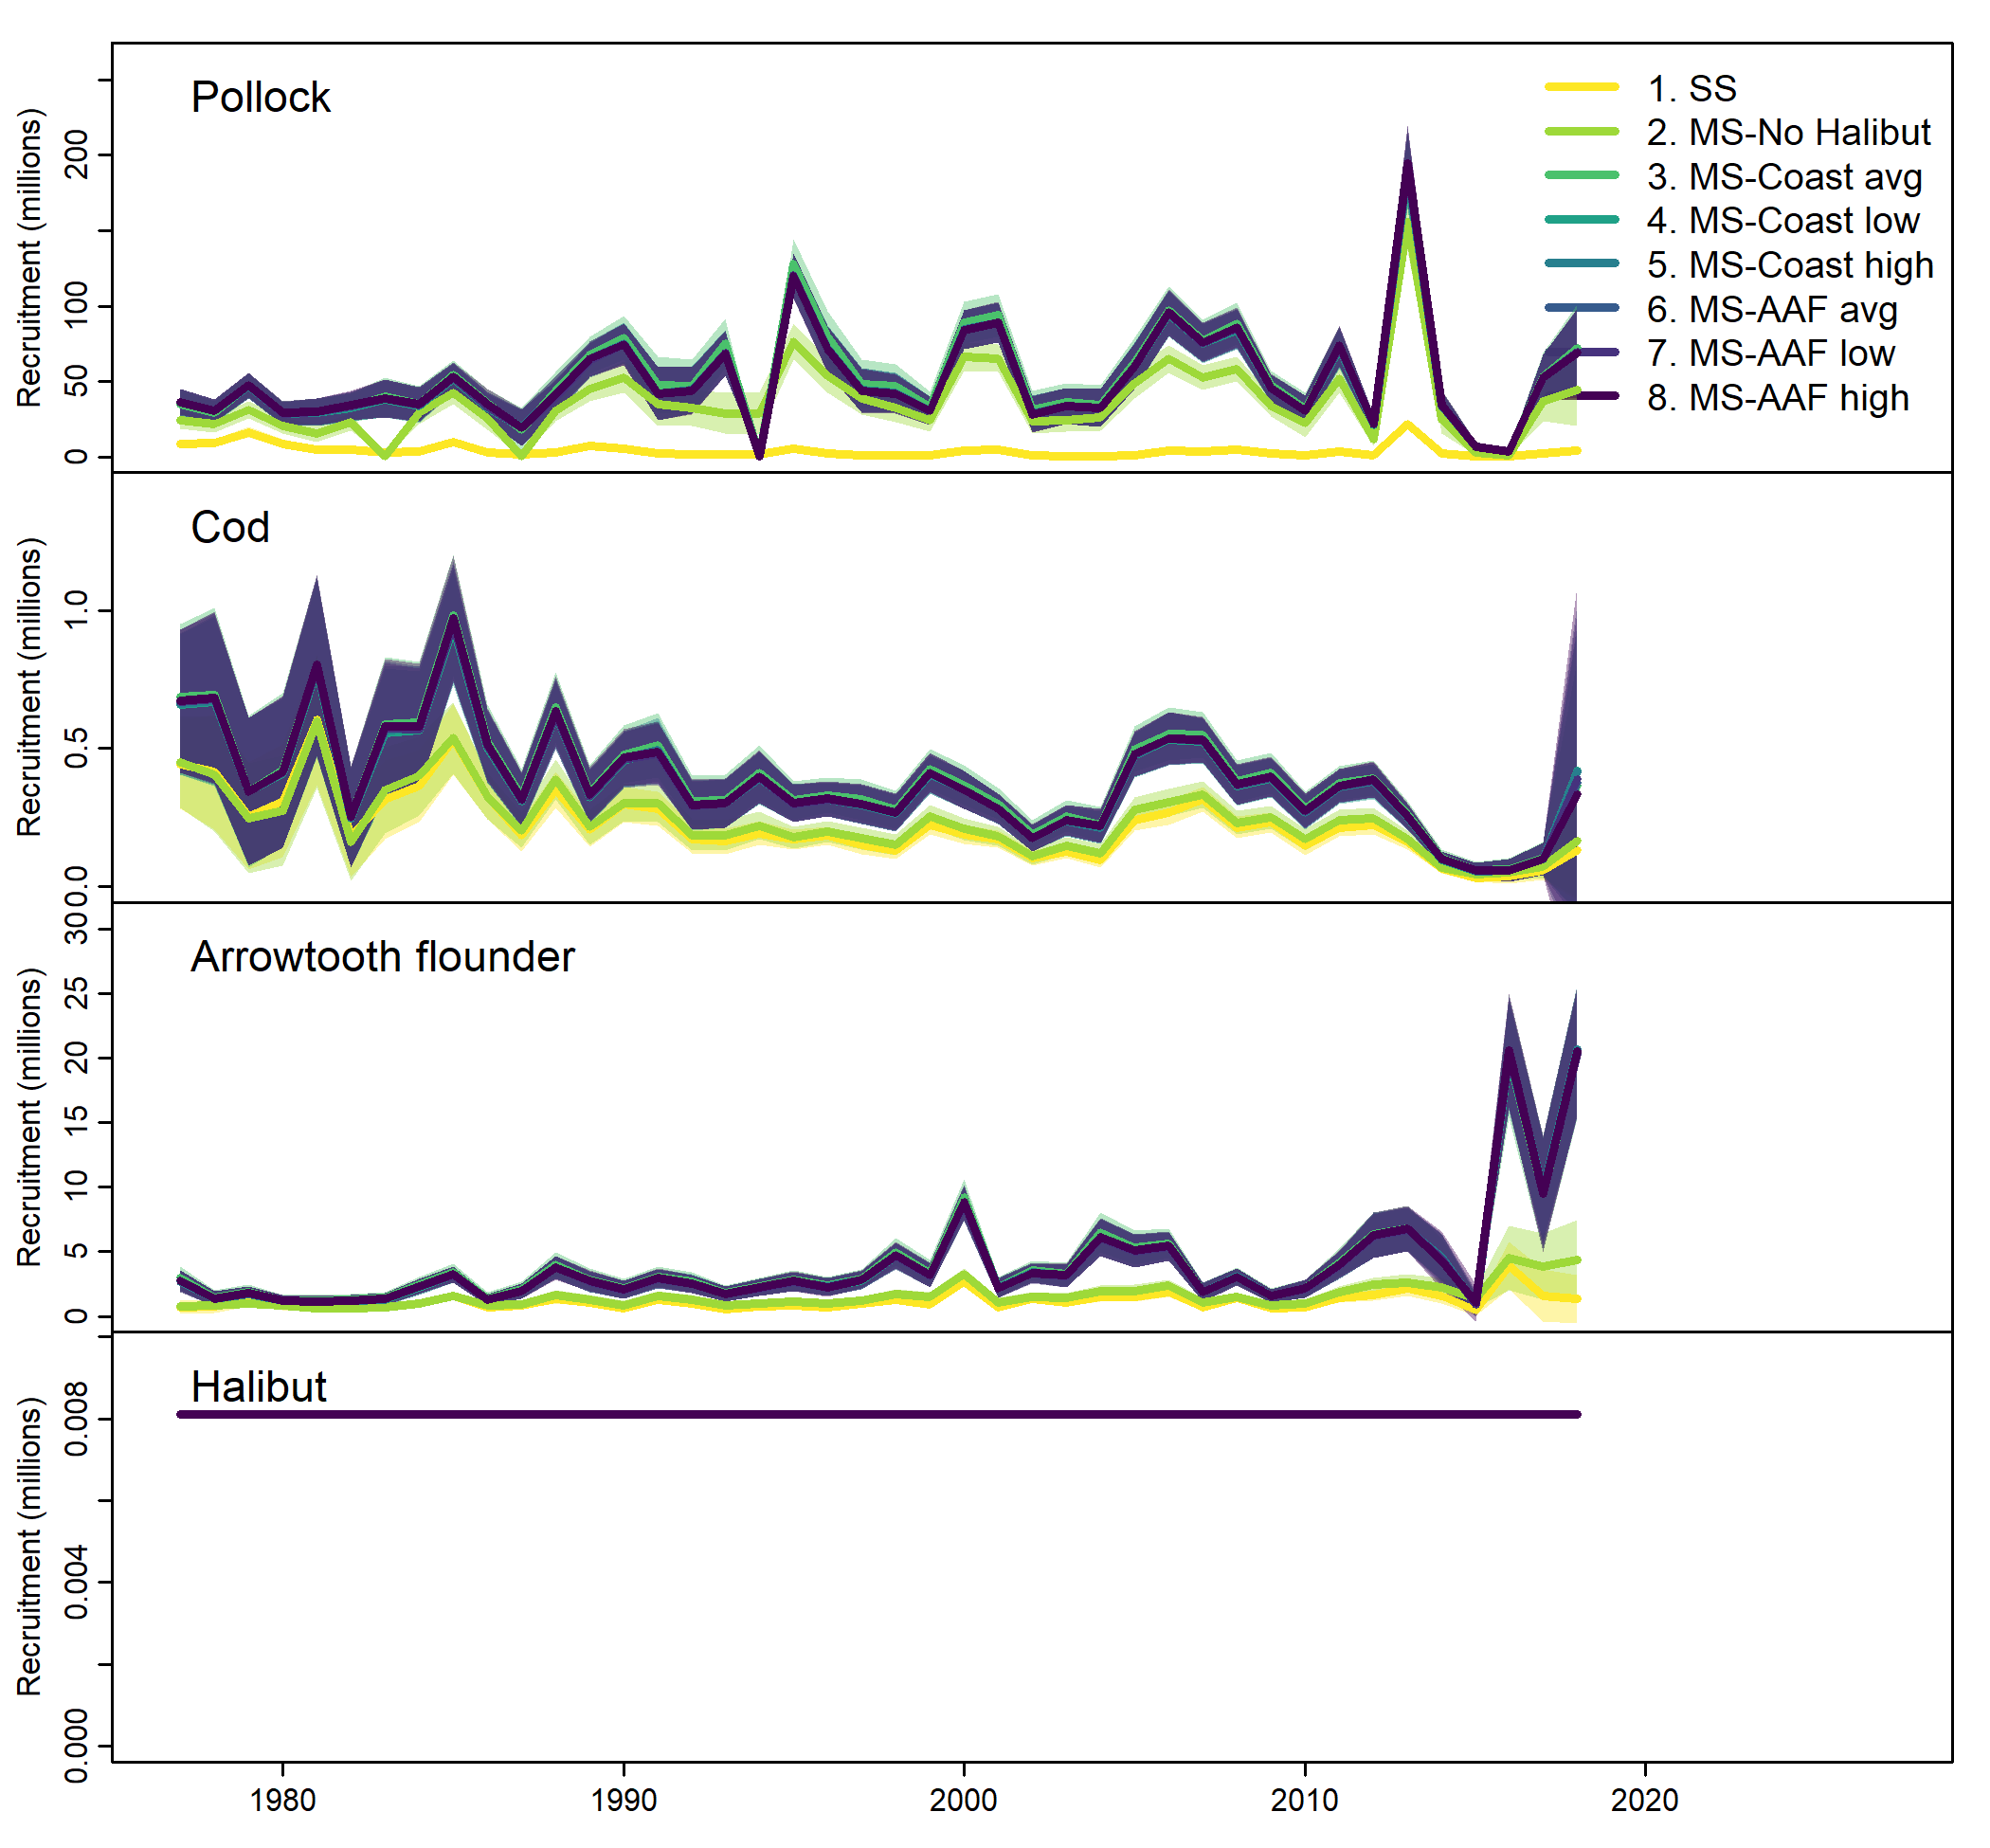 Pollock
Recruitment (millions)
0
50
100
200
1. SS
2. MS-No Halibut
3. MS-Coast avg
4. MS-Coast low
5. MS-Coast high
6. MS-AAF avg
7. MS-AAF low
8. MS-AAF high
Cod
Recruitment (millions)
0.0
0.5
1.0
Arrowtooth flounder
Recruitment (millions)
0
5
10
15
20
25
30
Halibut
Recruitment (millions)
0.000
0.004
0.008
1980
1990
2000
2010
2020